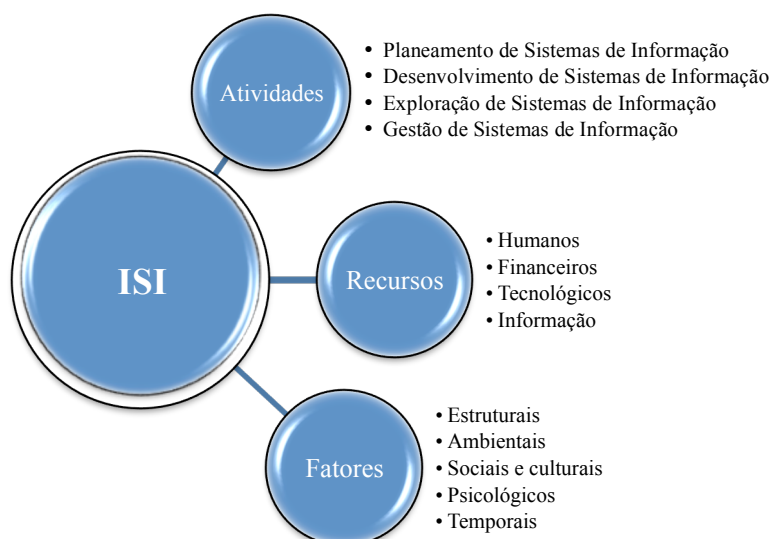 Atividades
• Planeamento de Sistemas de Informação
• Desenvolvimento de Sistemas de Informação
• Exploração de Sistemas de Informação
• Gestão de Sistemas de Informação
ISI
Recursos
• Humanos
• Financeiros
• Tecnológicos
• Informação
Fatores
• Estruturais
• Ambientais
• Sociais e culturais
• Psicológicos
• Temporais